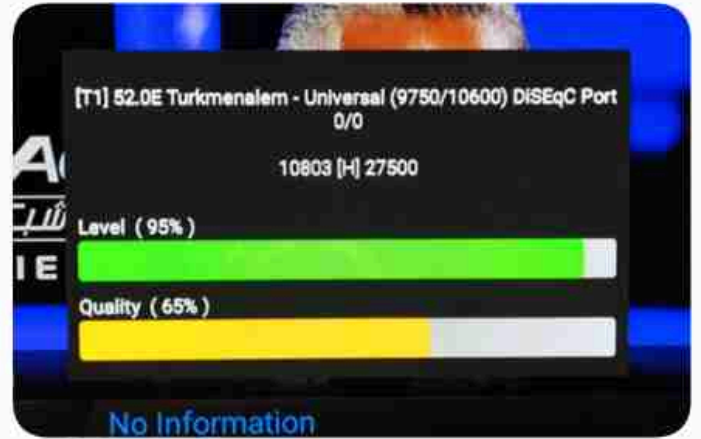 [T1] 52.0E Turkmenalem - Universal (9750/10600) DiSEqC Port
0/0
10803 [H] 27500
Level ( 95% )
Quality ( 65% )
No Information